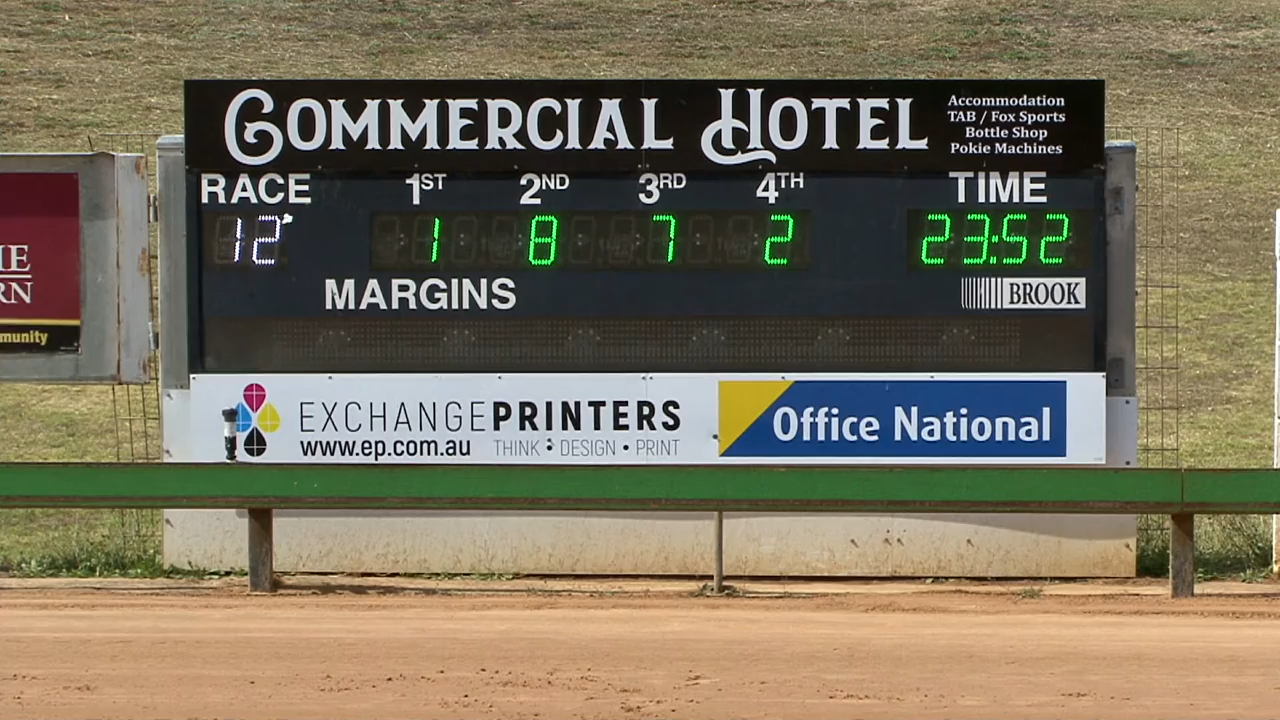 COMMERCIAL HOTEL
Accommodation
TAB / Fox Sports
Bottle Shop
Pokie Machines
RACE 1ST 2ND 3RD 4TH TIME
12 1 8 7 2 23:52
MARGINS
BROOK
EXCHANGEPRINTERS
www.ep.com.au THINK • DESIGN • PRINT
Office National